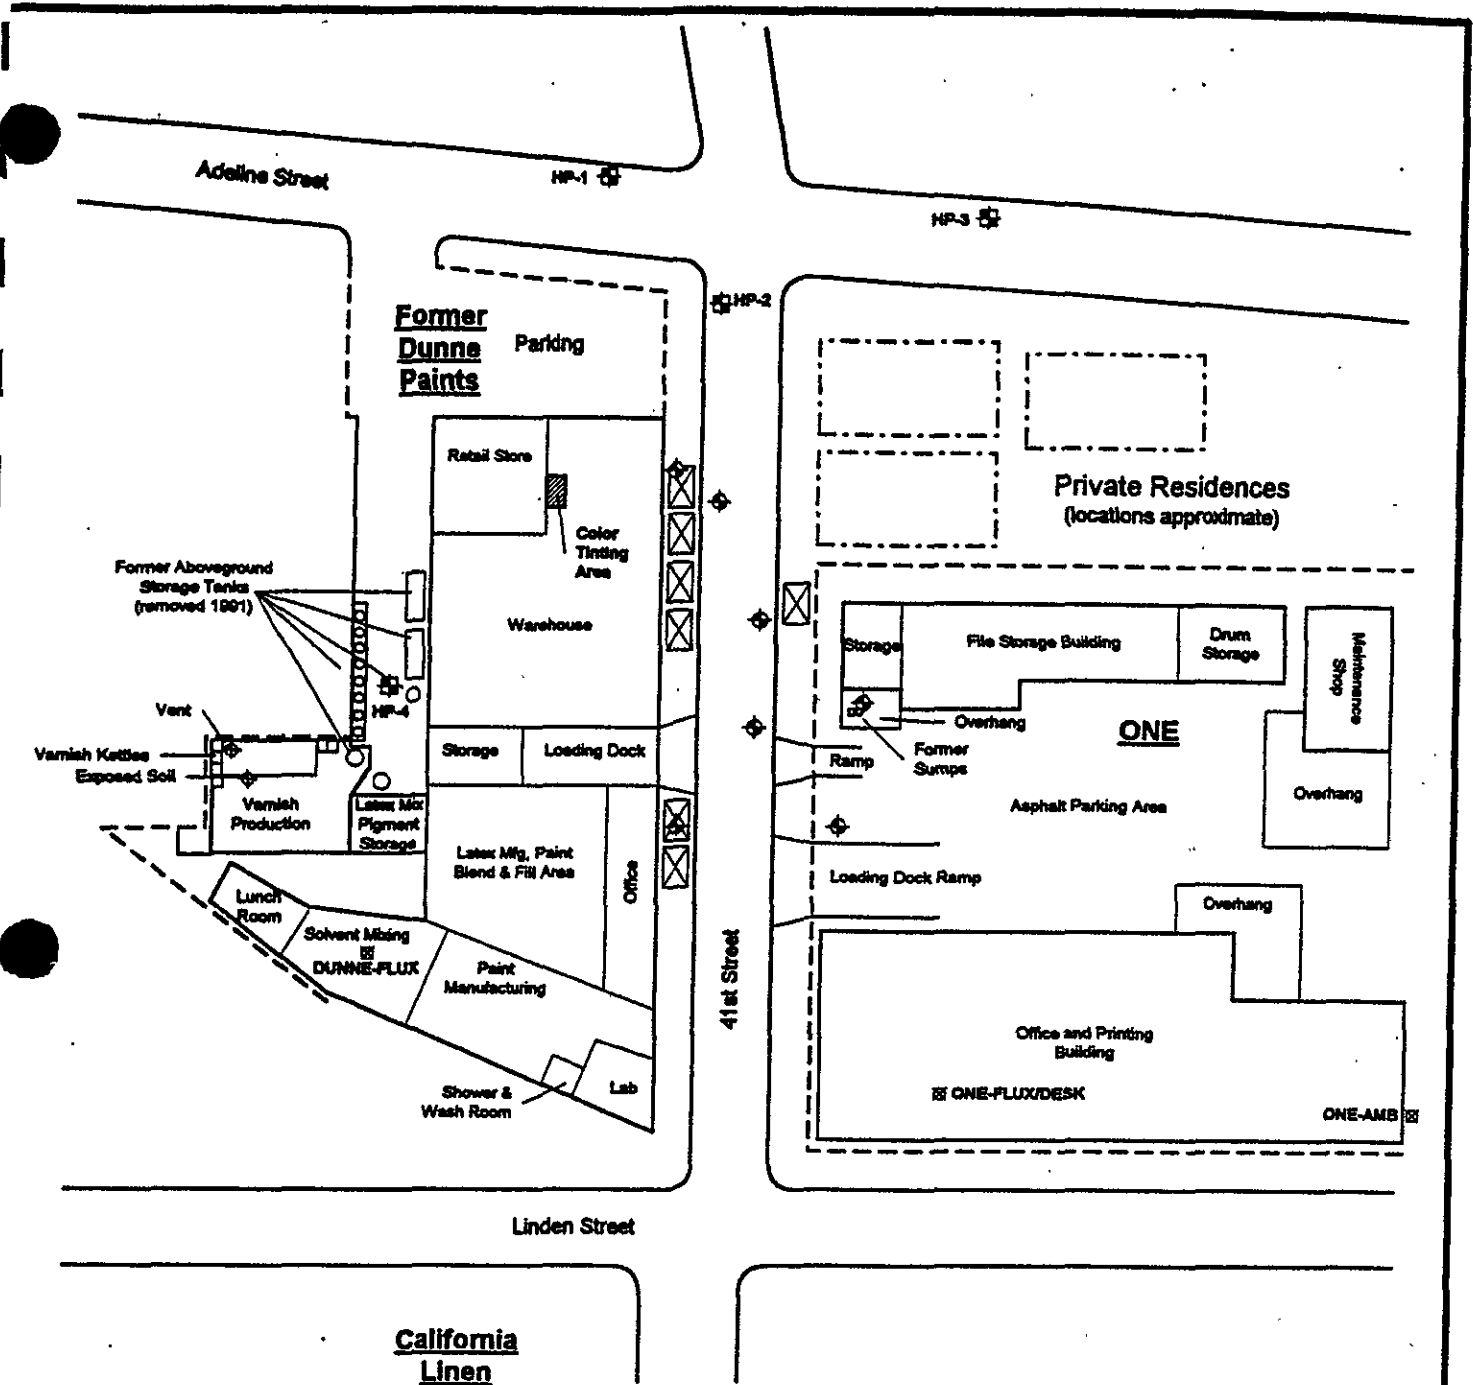 Adeline Street
HP-1
HP-3
HP-2
Former
Dunne
Paints
Parking
Retail Store
Color
Tinting
Area
Private Residences
(locations approximate)
Former Aboveground
Storage Tanks
(removed 1991)
Warehouse
Storage
File Storage Building
Drum
Storage
Maintenance
Shop
HP-4
Vent
Overhang
ONE
Varnish Kettles
Exposed Soil
Storage
Loading Dock
Ramp
Former
Sumps
Varnish
Production
Latex Mix
Pigment
Storage
Asphalt Parking Area
Overhang
Latex Mfg, Paint
Blend & Fill Area
Office
Loading Dock Ramp
Lunch
Room
Overhang
Solvent Mixing
DUNNE-FLUX
Paint
Manufacturing
41st Street
Office and Printing
Building
Shower &
Wash Room
Lab
ONE-FLUX/DESK
ONE-AMB
Linden Street
California
Linen